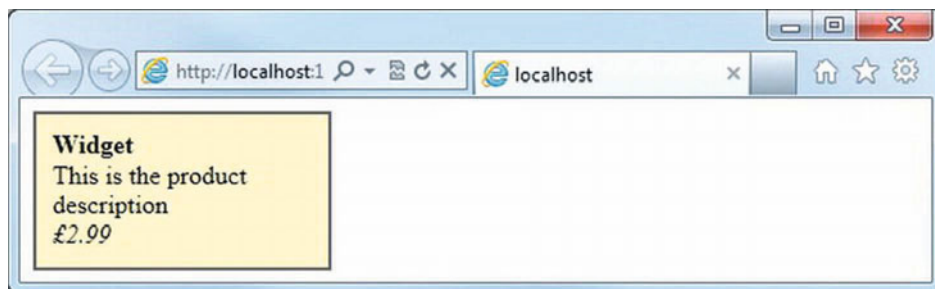 http://localhost:1
localhost
Widget
This is the product
description
£2.99